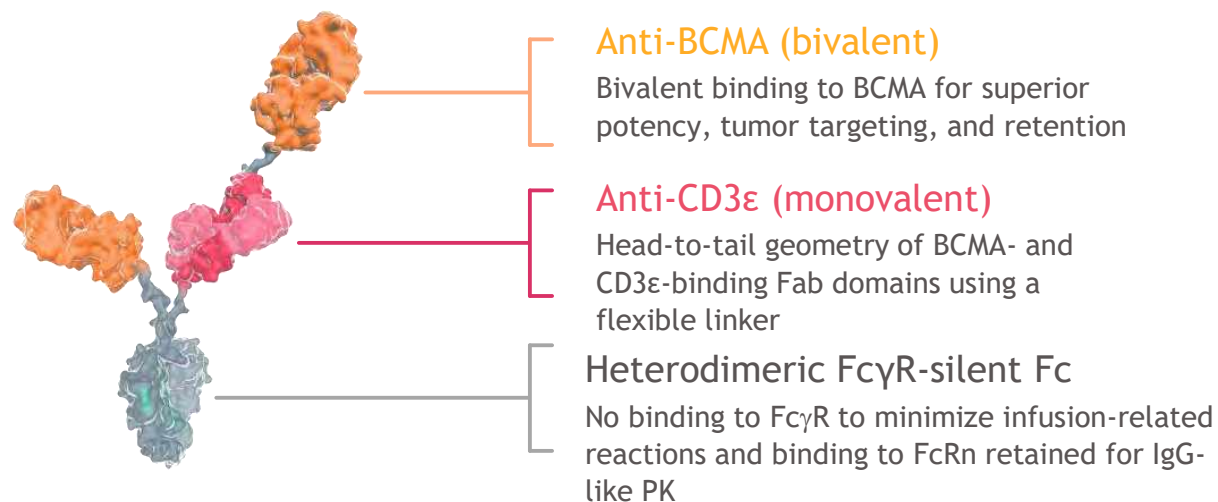 Anti-BCMA (bivalent)
Bivalent binding to BCMA for superior
potency, tumor targeting, and retention
Anti-CD3ε (monovalent)
Head-to-tail geometry of BCMA- and
CD3ε-binding Fab domains using a
flexible linker
Heterodimeric FcγR-silent Fc
No binding to FcγR to minimize infusion-related
reactions and binding to FcRn retained for IgG-
like PK